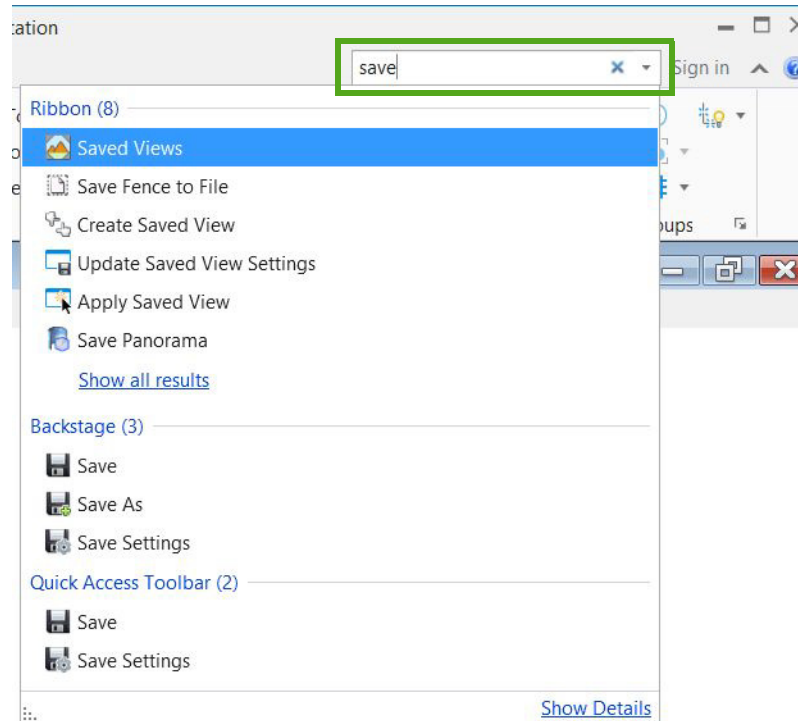 tation
save
Sign in
Ribbon (8)
Saved Views
Save Fence to File
Create Saved View
Update Saved View Settings
Apply Saved View
Save Panorama
Show all results
oups
Backstage (3)
Save
Save As
Save Settings
Quick Access Toolbar (2)
Save
Save Settings
Show Details